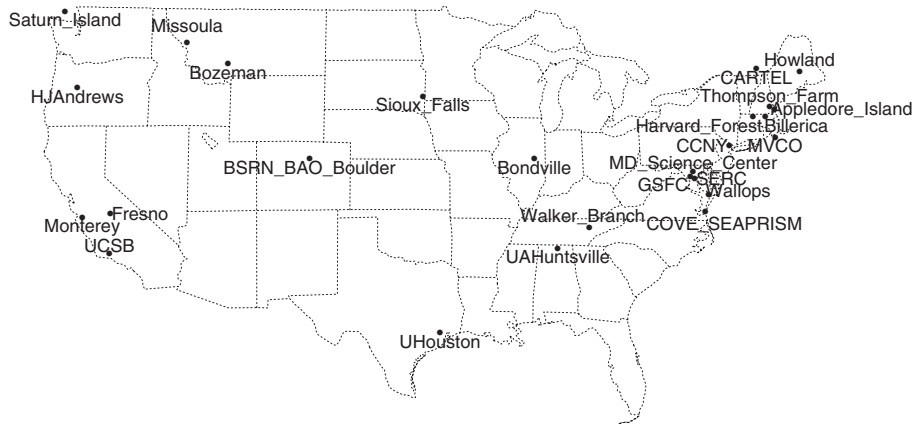 Saturn_Island
Missoula
Bozeman
HJAndrews
Sioux_Falls
Howland
CARTEL
Thompson_Farm
Appledore_Island
Harvard_Forest
Billerica
CCNY
MVCO
MD_Science_Center
GSFC
SERC
Wallops
BSRN_BAO_Boulder
Bondville
Walker_Branch
COVE_SEAPRISM
Fresno
Monterey
UCSB
UAHuntsville
UHouston